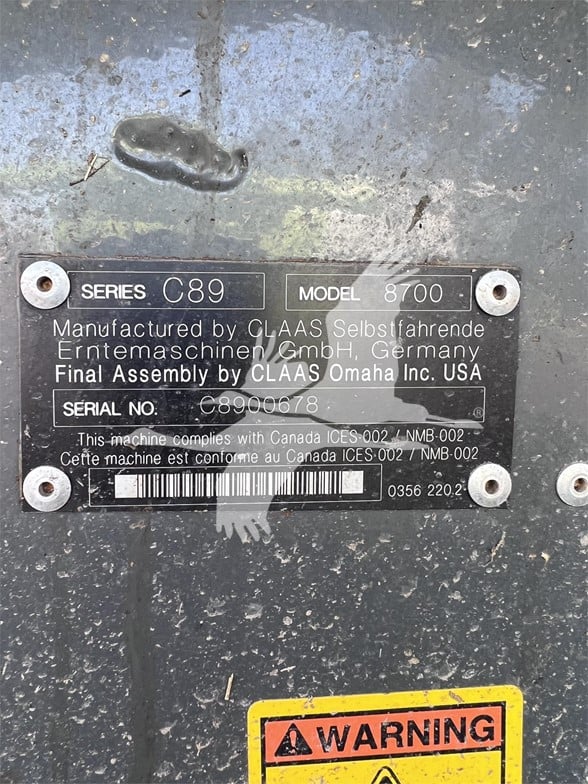 SERIES C89 MODEL 8700
Manufactured by CLAAS Selbstfahrende
Erntemaschinen GmbH, Germany
Final Assembly by CLAAS Omaha Inc. USA
SERIAL NO. C8900678
®
This machine complies with Canada ICES-002 / NMB-002
Cette machine est conforme au Canada ICES-002 / NMB-002
0356 220.2
WARNING